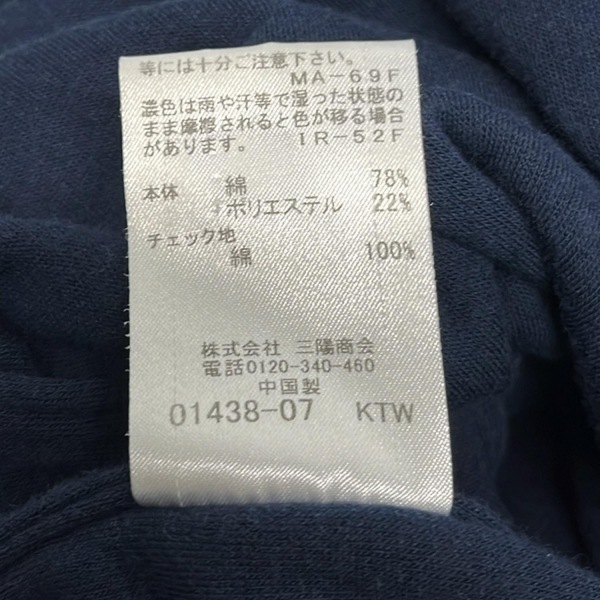 等には十分ご注意下さい。
MA-69F
濃色は雨や汗等で湿った状態の
まま摩擦されると色が移る場合
があります。 IR-52F
本体 綿 78%
ポリエステル 22%
チェック地
綿 100%
株式会社 三陽商会
電話0120-340-460
中国製
01438-07 KTW